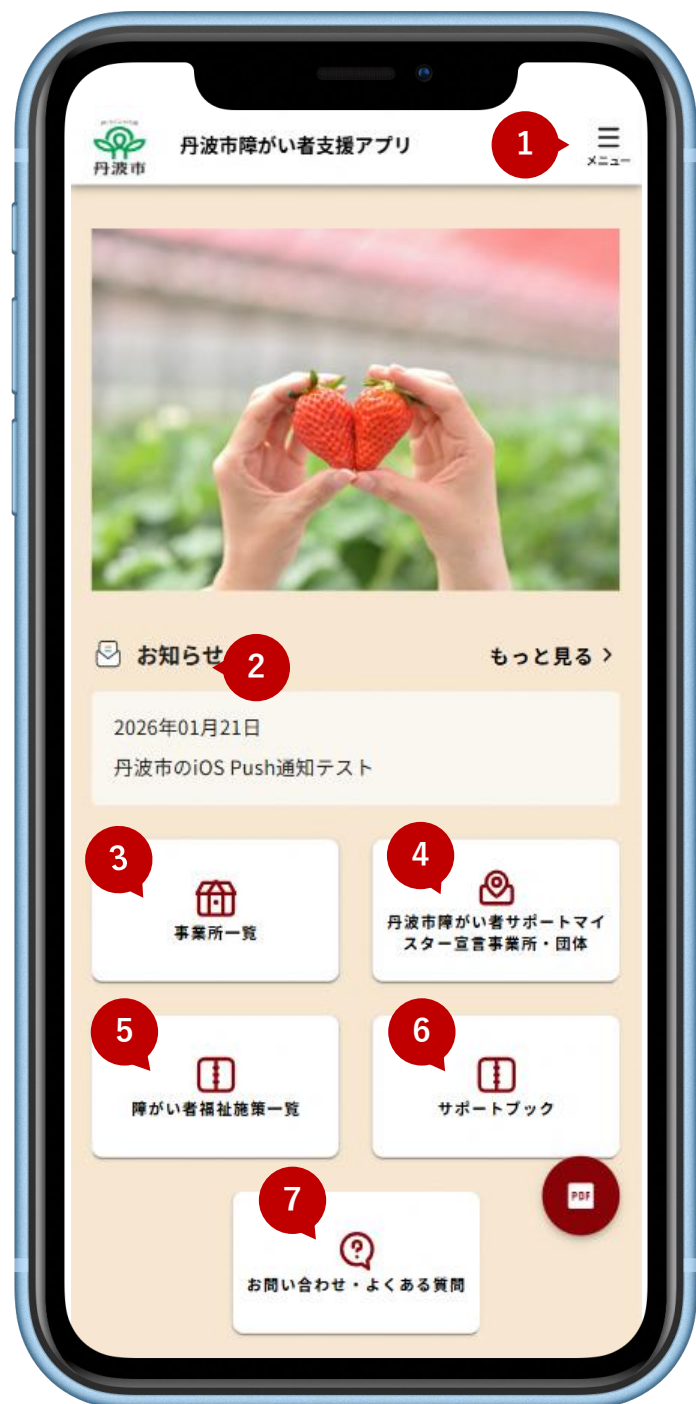 丹波市
丹波市障がい者支援アプリ
1
メニュー
お知らせ
2
もっと見る
2026年01月21日
丹波市のiOS Push通知テスト
3
事業所一覧
4
丹波市障がい者サポートマイ
スター宣言事業所・団体
5
障がい者福祉施策一覧
6
サポートブック
PDF
7
お問い合わせ・よくある質問